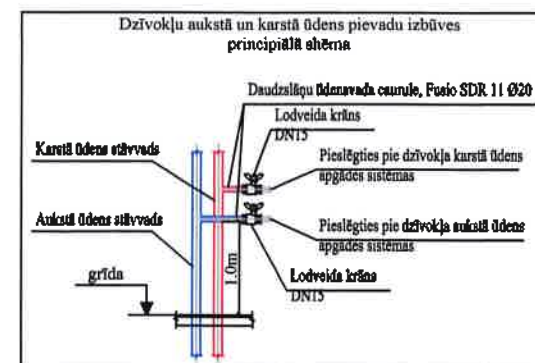 Dzīvokļu aukstā un karstā ūdens pievadu izbūves
principiālā shēma
Daudzslāņu ūdensvada caurule, Fusio SDR 11 Ø20
Lodveida krāns
DN15
Karstā ūdens stāvvads
Pieslēgties pie dzīvokļa karstā ūdens
apgādes sistēmas
Aukstā ūdens stāvvads
Pieslēgties pie dzīvokļa aukstā ūdens
apgādes sistēmas
1.0m
grīda
Lodveida krāns
DN15